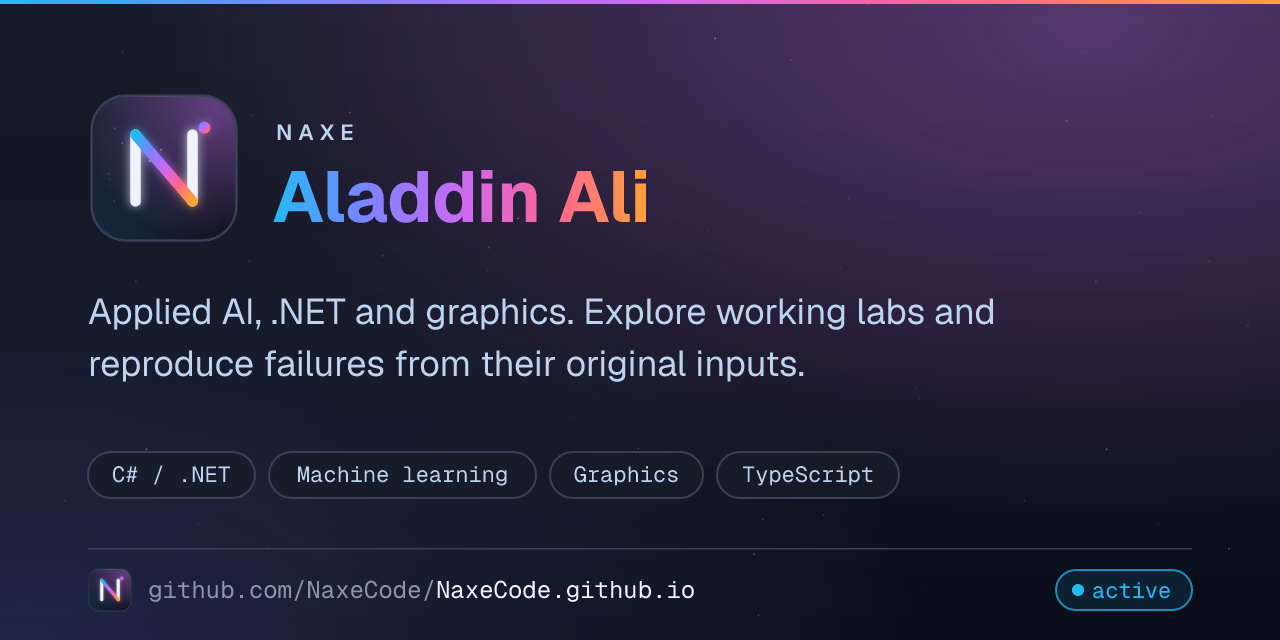 N
NAXE
Aladdin Ali
Applied AI, .NET and graphics. Explore working labs and
reproduce failures from their original inputs.
C# / .NET
Machine learning
Graphics
TypeScript
N
github.com/NaxeCode/NaxeCode.github.io
active